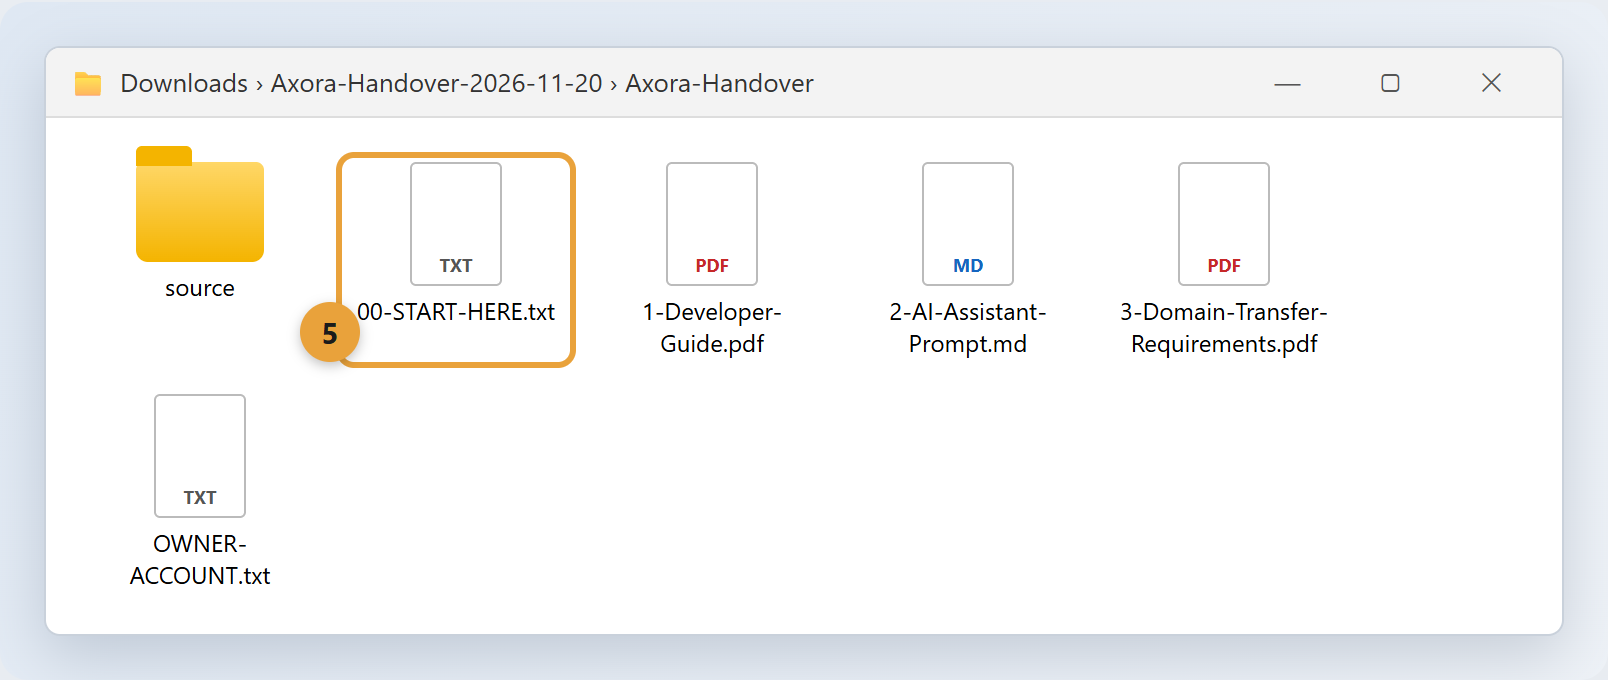 Downloads › Axora-Handover-2026-11-20 › Axora-Handover
source
TXT
00-START-HERE.txt
5
PDF
1-Developer-
Guide.pdf
MD
2-AI-Assistant-
Prompt.md
PDF
3-Domain-Transfer-
Requirements.pdf
TXT
OWNER-
ACCOUNT.txt